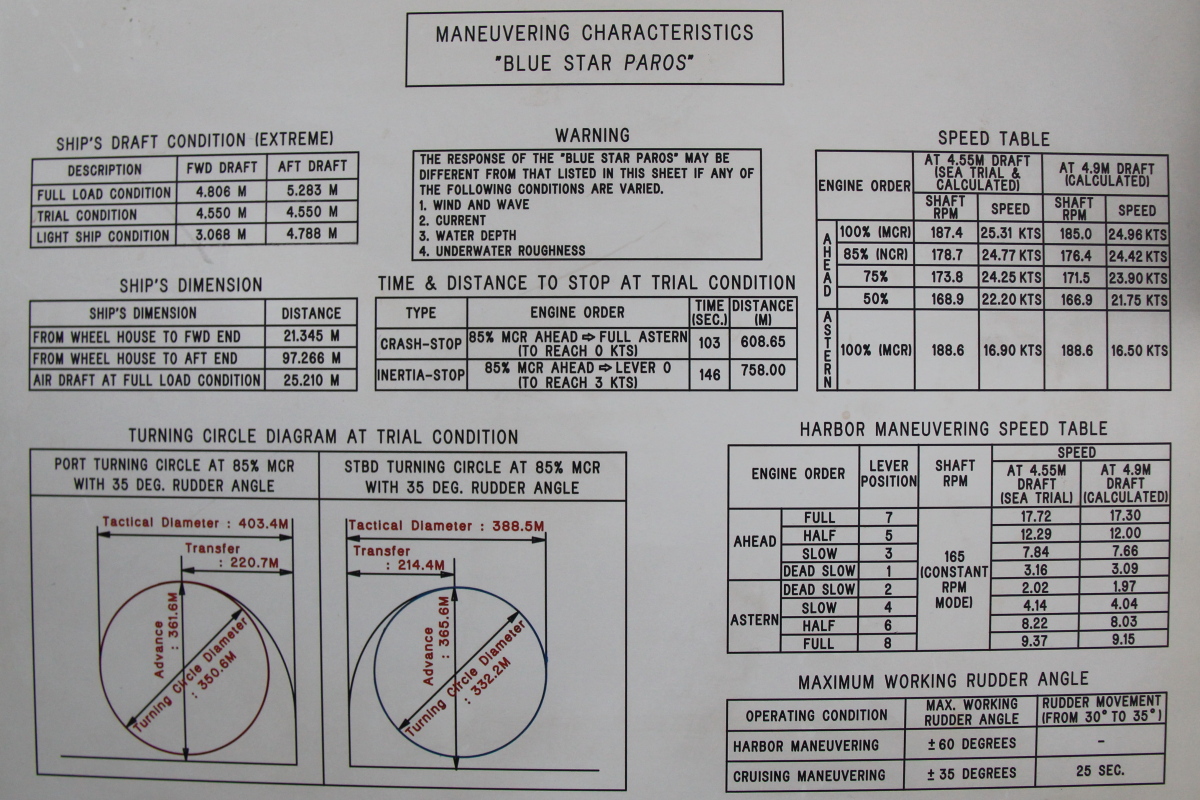 MANEUVERING CHARACTERISTICS
"BLUE STAR PAROS"
SHIP'S DRAFT CONDITION (EXTREME)
DESCRIPTION FWD DRAFT AFT DRAFT
FULL LOAD CONDITION 4.806 M 5.283 M
TRIAL CONDITION 4.550 M 4.550 M
LIGHT SHIP CONDITION 3.068 M 4.788 M
WARNING
THE RESPONSE OF THE "BLUE STAR PAROS" MAY BE
DIFFERENT FROM THAT LISTED IN THIS SHEET IF ANY OF
THE FOLLOWING CONDITIONS ARE VARIED.
1. WIND AND WAVE
2. CURRENT
3. WATER DEPTH
4. UNDERWATER ROUGHNESS
SPEED TABLE
ENGINE ORDER
AT 4.55M DRAFT
(SEA TRIAL &
CALCULATED)
AT 4.9M DRAFT
(CALCULATED)
SHAFT
RPM
SPEED
SHAFT
RPM
SPEED
AHEAD
100% (MCR) 187.4 25.31 KTS 185.0 24.96 KTS
85% (NCR) 178.7 24.77 KTS 176.4 24.42 KTS
75% 173.8 24.25 KTS 171.5 23.90 KTS
50% 168.9 22.20 KTS 166.9 21.75 KTS
ASTERN
100% (MCR) 188.6 16.90 KTS 188.6 16.50 KTS
SHIP'S DIMENSION
SHIP'S DIMENSION DISTANCE
FROM WHEEL HOUSE TO FWD END 21.345 M
FROM WHEEL HOUSE TO AFT END 97.266 M
AIR DRAFT AT FULL LOAD CONDITION 25.210 M
TIME & DISTANCE TO STOP AT TRIAL CONDITION
TYPE ENGINE ORDER
TIME
(SEC.)
DISTANCE
(M)
CRASH-STOP
85% MCR AHEAD ⇨ FULL ASTERN
(TO REACH 0 KTS)
103 608.65
INERTIA-STOP
85% MCR AHEAD ⇨ LEVER 0
(TO REACH 3 KTS)
146 758.00
TURNING CIRCLE DIAGRAM AT TRIAL CONDITION
PORT TURNING CIRCLE AT 85% MCR
WITH 35 DEG. RUDDER ANGLE
STBD TURNING CIRCLE AT 85% MCR
WITH 35 DEG. RUDDER ANGLE
Tactical Diameter : 403.4M
Transfer
: 220.7M
Advance
: 361.6M
Turning Circle Diameter
: 350.6M
Tactical Diameter : 388.5M
Transfer
: 214.4M
Advance
: 365.6M
Turning Circle Diameter
: 332.2M
HARBOR MANEUVERING SPEED TABLE
ENGINE ORDER
LEVER
POSITION
SHAFT
RPM
SPEED
AT 4.55M
DRAFT
(SEA TRIAL)
AT 4.9M
DRAFT
(CALCULATED)
AHEAD
FULL 7 17.72 17.30
HALF 5 12.29 12.00
SLOW 3 7.84 7.66
DEAD SLOW 1 3.16 3.09
165
(CONSTANT
RPM
MODE)
ASTERN
DEAD SLOW 2 2.02 1.97
SLOW 4 4.14 4.04
HALF 6 8.22 8.03
FULL 8 9.37 9.15
MAXIMUM WORKING RUDDER ANGLE
OPERATING CONDITION
MAX. WORKING
RUDDER ANGLE
RUDDER MOVEMENT
(FROM 30° TO 35°)
HARBOR MANEUVERING ±60 DEGREES -
CRUISING MANEUVERING ±35 DEGREES 25 SEC.